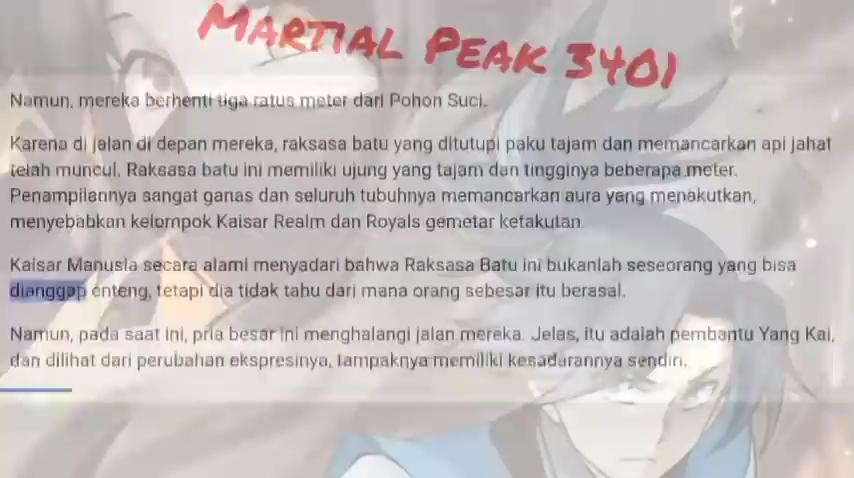 MARTIAL PEAK 3401
Namun, mereka berhenti tiga ratus meter dari Pohon Suci.
Karena di jalan di depan mereka, raksasa batu yang ditutupi paku tajam dan memancarkan api jahat
telah muncul. Raksasa batu ini memiliki ujung yang tajam dan tingginya beberapa meter.
Penampilannya sangat ganas dan seluruh tubuhnya memancarkan aura yang menakutkan,
menyebabkan kelompok Kaisar Realm dan Royals gemetar ketakutan.
Kaisar Manusia secara alami menyadari bahwa Raksasa Batu ini bukanlah seseorang yang bisa
dianggap enteng, tetapi dia tidak tahu dari mana orang sebesar itu berasal.
Namun, pada saat ini, pria besar ini menghalangi jalan mereka. Jelas, itu adalah pembantu Yang Kai,
dan dilihat dari perubahan ekspresinya, tampaknya memiliki kesadarannya sendiri.